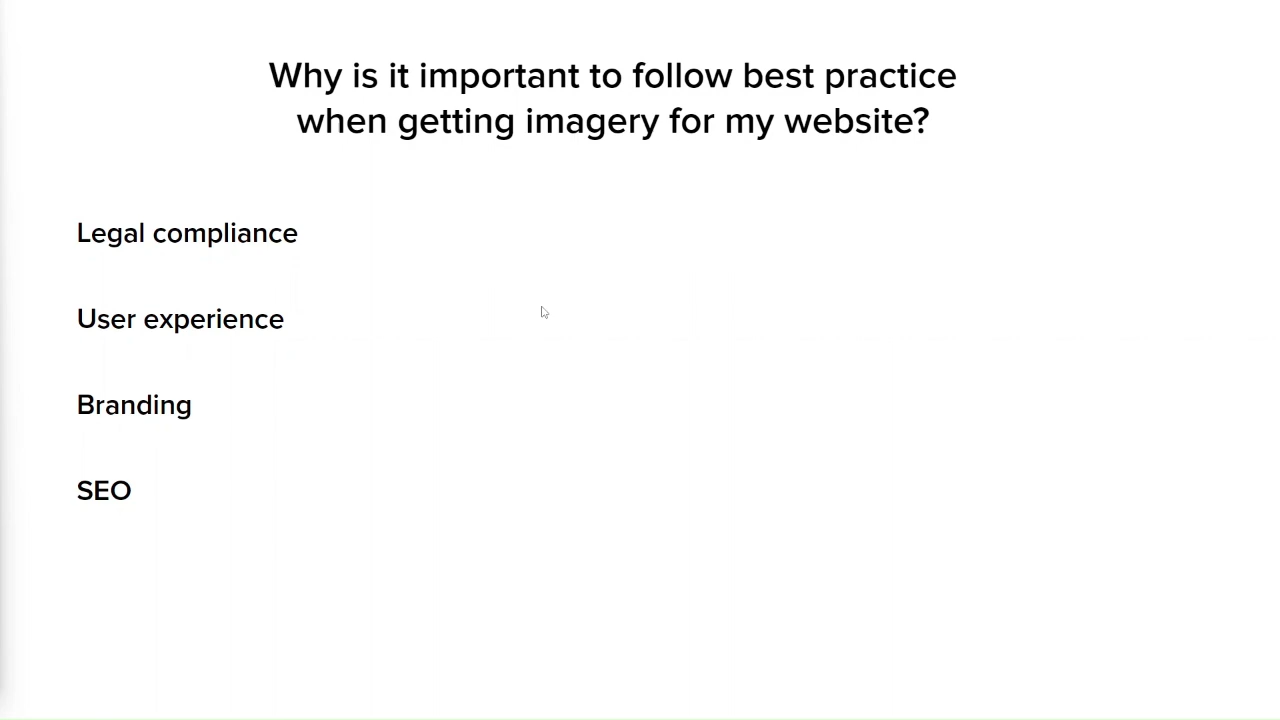 Why is it important to follow best practice
when getting imagery for my website?
Legal compliance
User experience
Branding
SEO